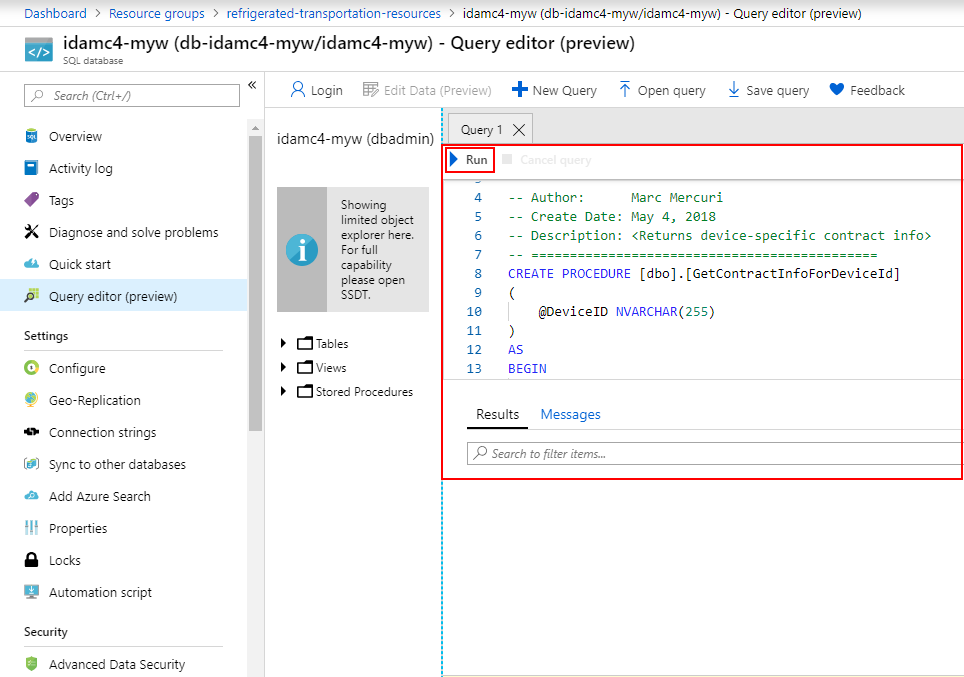 Dashboard > Resource groups > refrigerated-transportation-resources > idamc4-myw (db-idamc4-myw/idamc4-myw) - Query editor (preview)
idamc4-myw (db-idamc4-myw/idamc4-myw) - Query editor (preview)
SQL database
Search (Ctrl+/)
Overview
Activity log
Tags
Diagnose and solve problems
Quick start
Query editor (preview)
Settings
Configure
Geo-Replication
Connection strings
Sync to other databases
Add Azure Search
Properties
Locks
Automation script
Security
Advanced Data Security
Login Edit Data (Preview) New Query Open query Save query Feedback
idamc4-myw (dbadmin)
Showing
limited object
explorer here.
For full
capability
please open
SSDT.
Tables
Views
Stored Procedures
Query 1
Run Cancel query
4 -- Author: Marc Mercuri
5 -- Create Date: May 4, 2018
6 -- Description: <Returns device-specific contract info>
7 -- =============================================
8 CREATE PROCEDURE [dbo].[GetContractInfoForDeviceId]
9 (
10 @DeviceID NVARCHAR(255)
11 )
12 AS
13 BEGIN
Results Messages
Search to filter items...